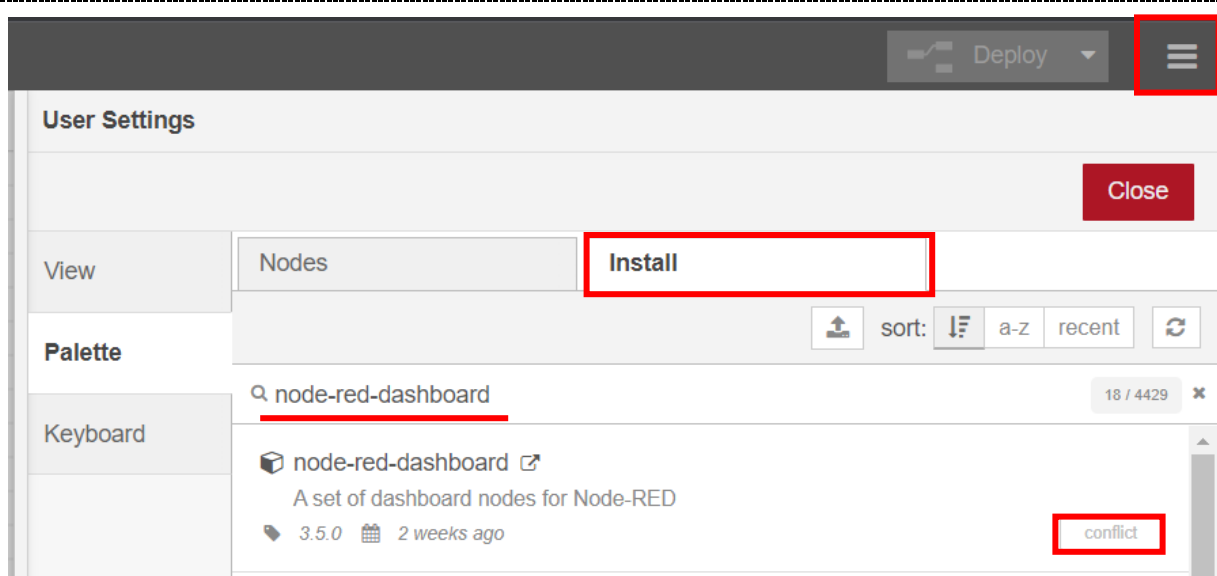 Deploy
User Settings
Close
View
Nodes
Install
sort:
a-z
recent
Palette
node-red-dashboard
18 / 4429
Keyboard
node-red-dashboard
A set of dashboard nodes for Node-RED
3.5.0 2 weeks ago
conflict